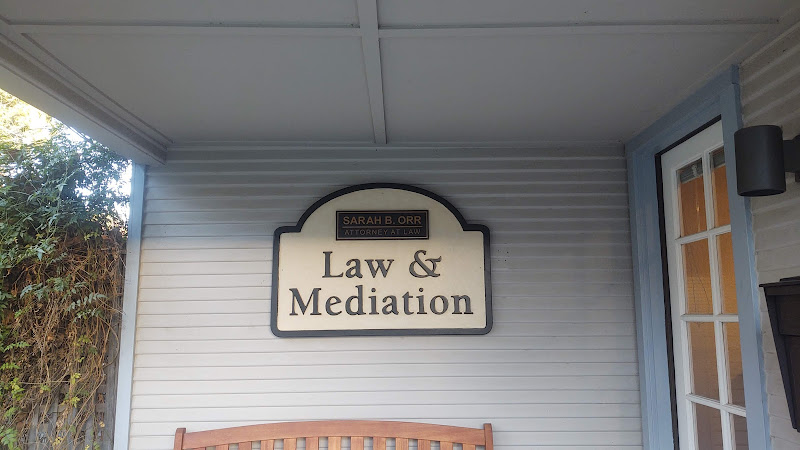 SARAH B. ORR
ATTORNEY AT LAW
Law &
Mediation